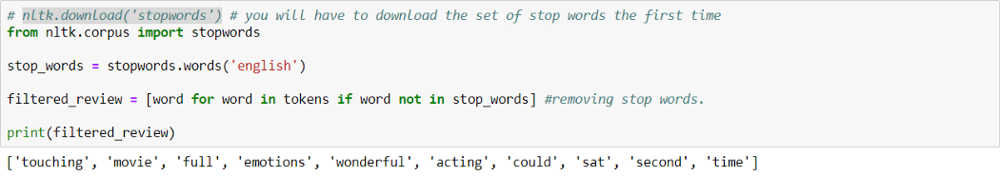 # nltk.download('stopwords') # you will have to download the set of stop words the first time
from nltk.corpus import stopwords
stop_words = stopwords.words('english')
filtered_review = [word for word in tokens if word not in stop_words] #removing stop words.
print(filtered_review)
['touching', 'movie', 'full', 'emotions', 'wonderful', 'acting', 'could', 'sat', 'second', 'time']